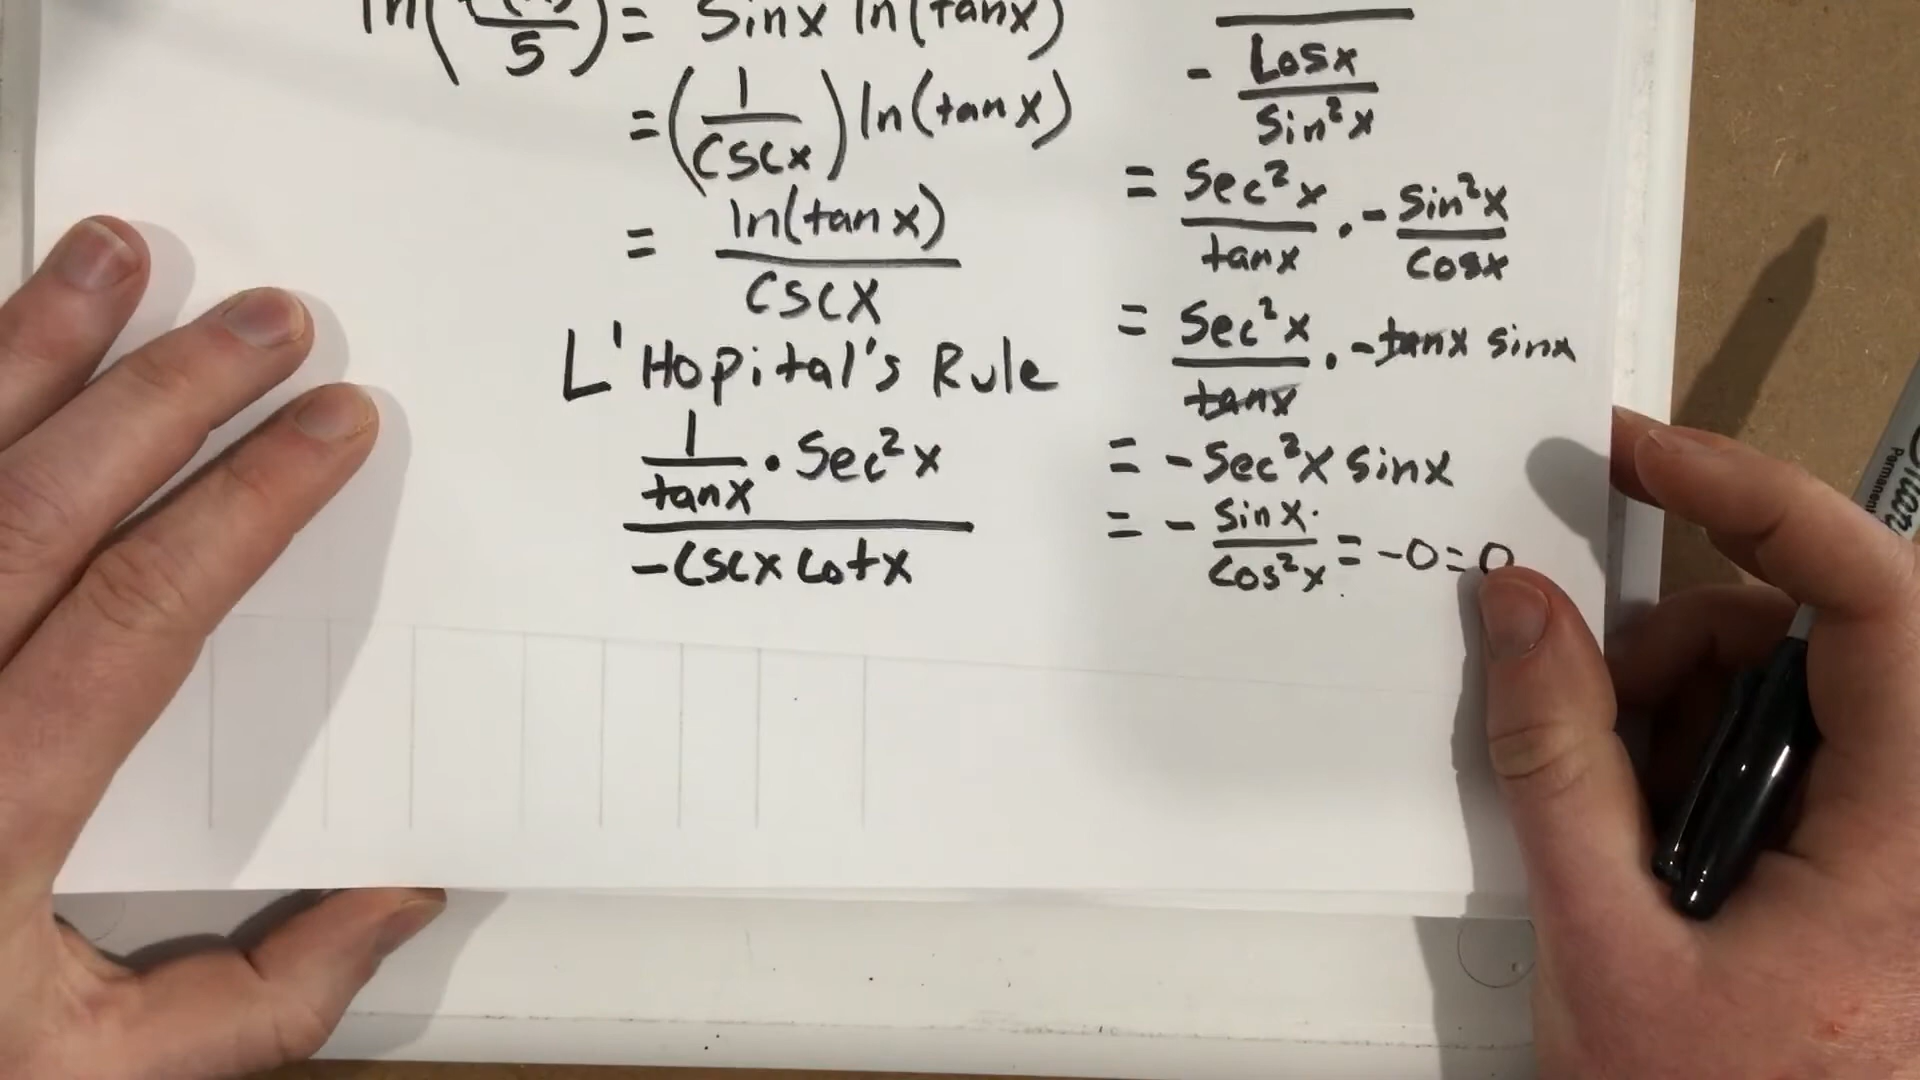 ln( /5) = Sinx ln(tanx)
= (1/cscx) ln(tanx)
= ln(tanx)/cscx
L'Hopital's Rule
1/tanx · Sec²x
-cscx cotx
- Cosx/Sin²x
= Sec²x/tanx · - Sin²x/cosx
= Sec²x/tanx · -tanx sinx
= -Sec²x sinx
= - Sinx/Cos²x = -0 = 0